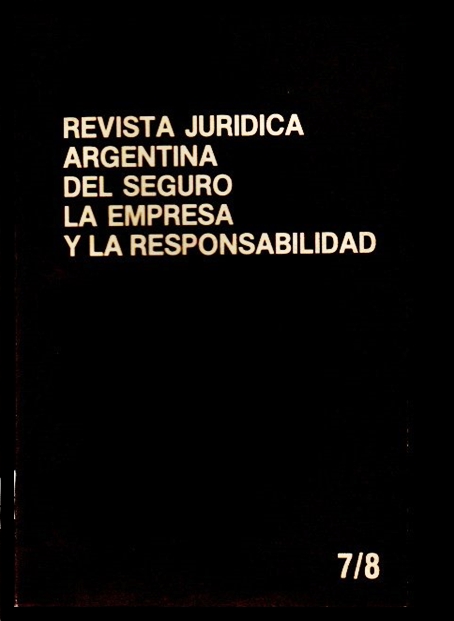 REVISTA JURIDICA
ARGENTINA
DEL SEGURO
LA EMPRESA
Y LA RESPONSABILIDAD
7/8